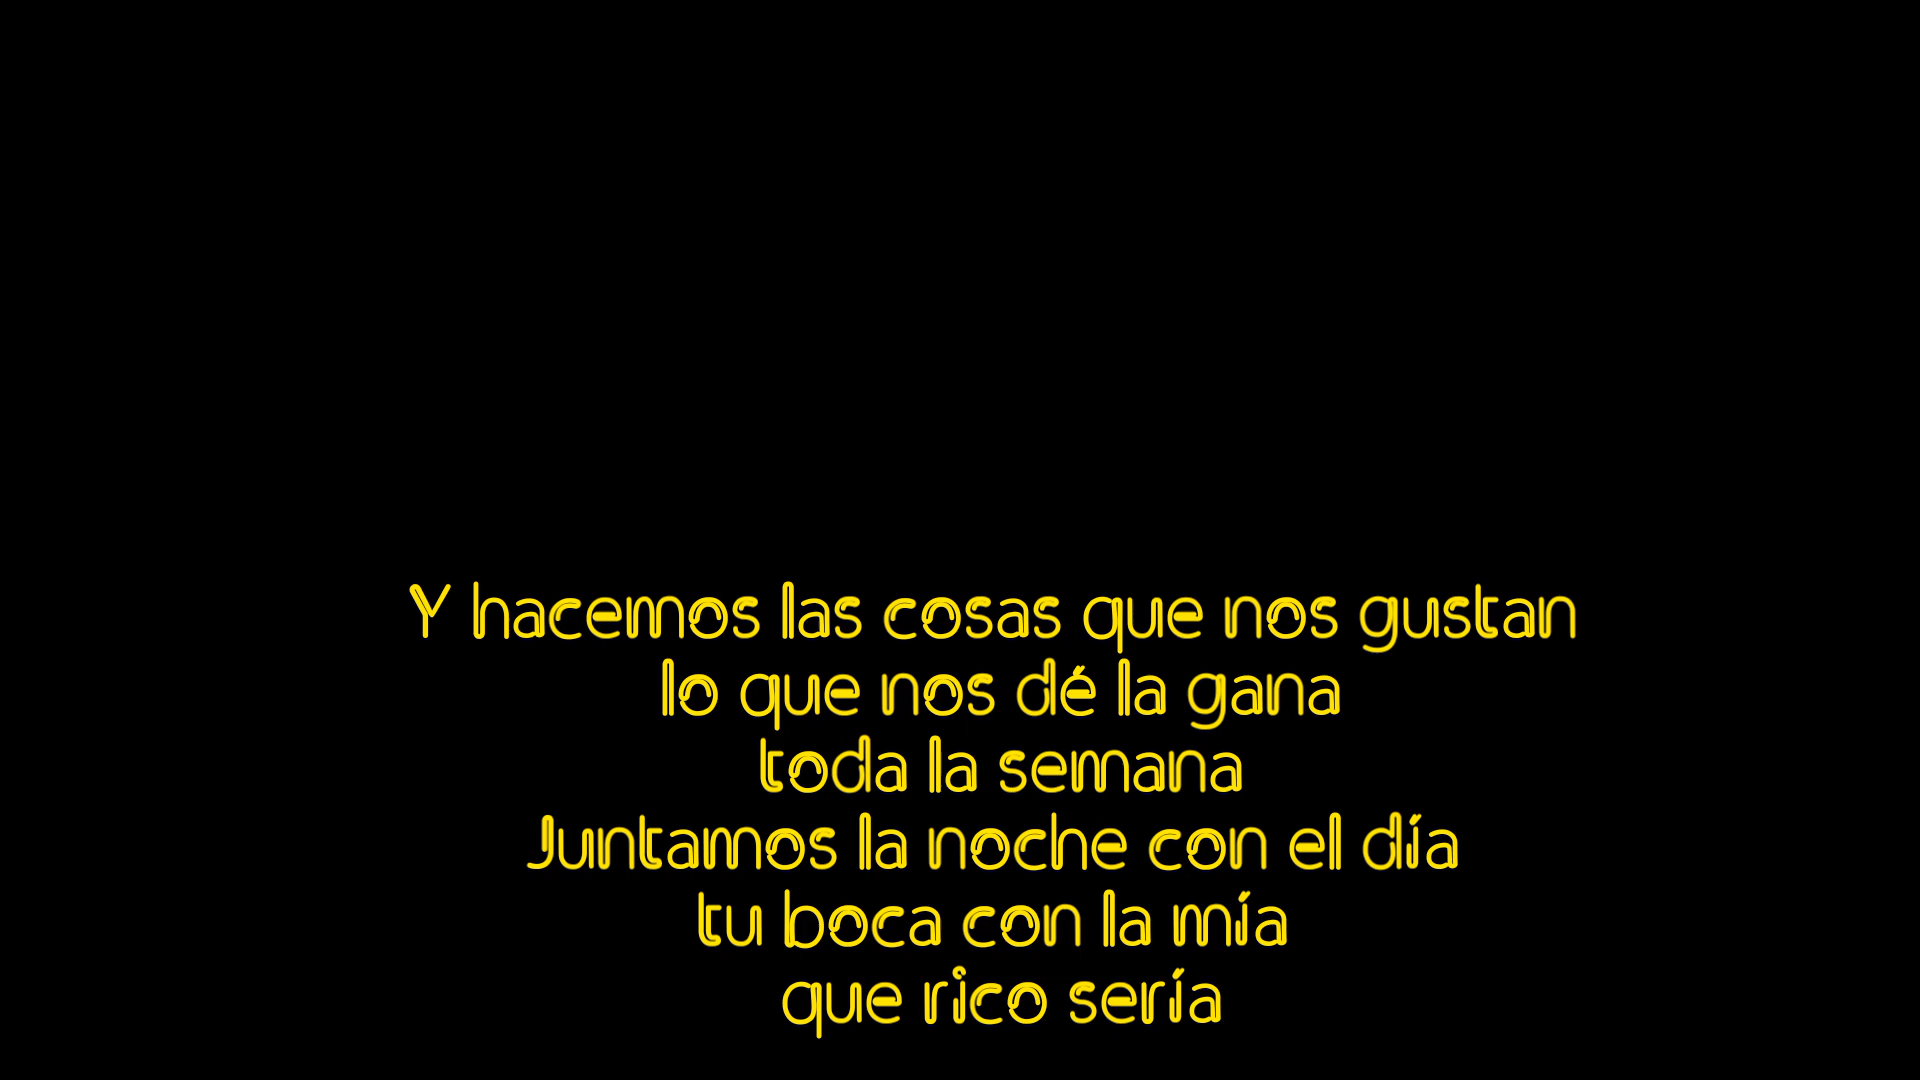 Y hacemos las cosas que nos gustan
lo que nos dé la gana
toda la semana
Juntamos la noche con el día
tu boca con la mía
que rico sería